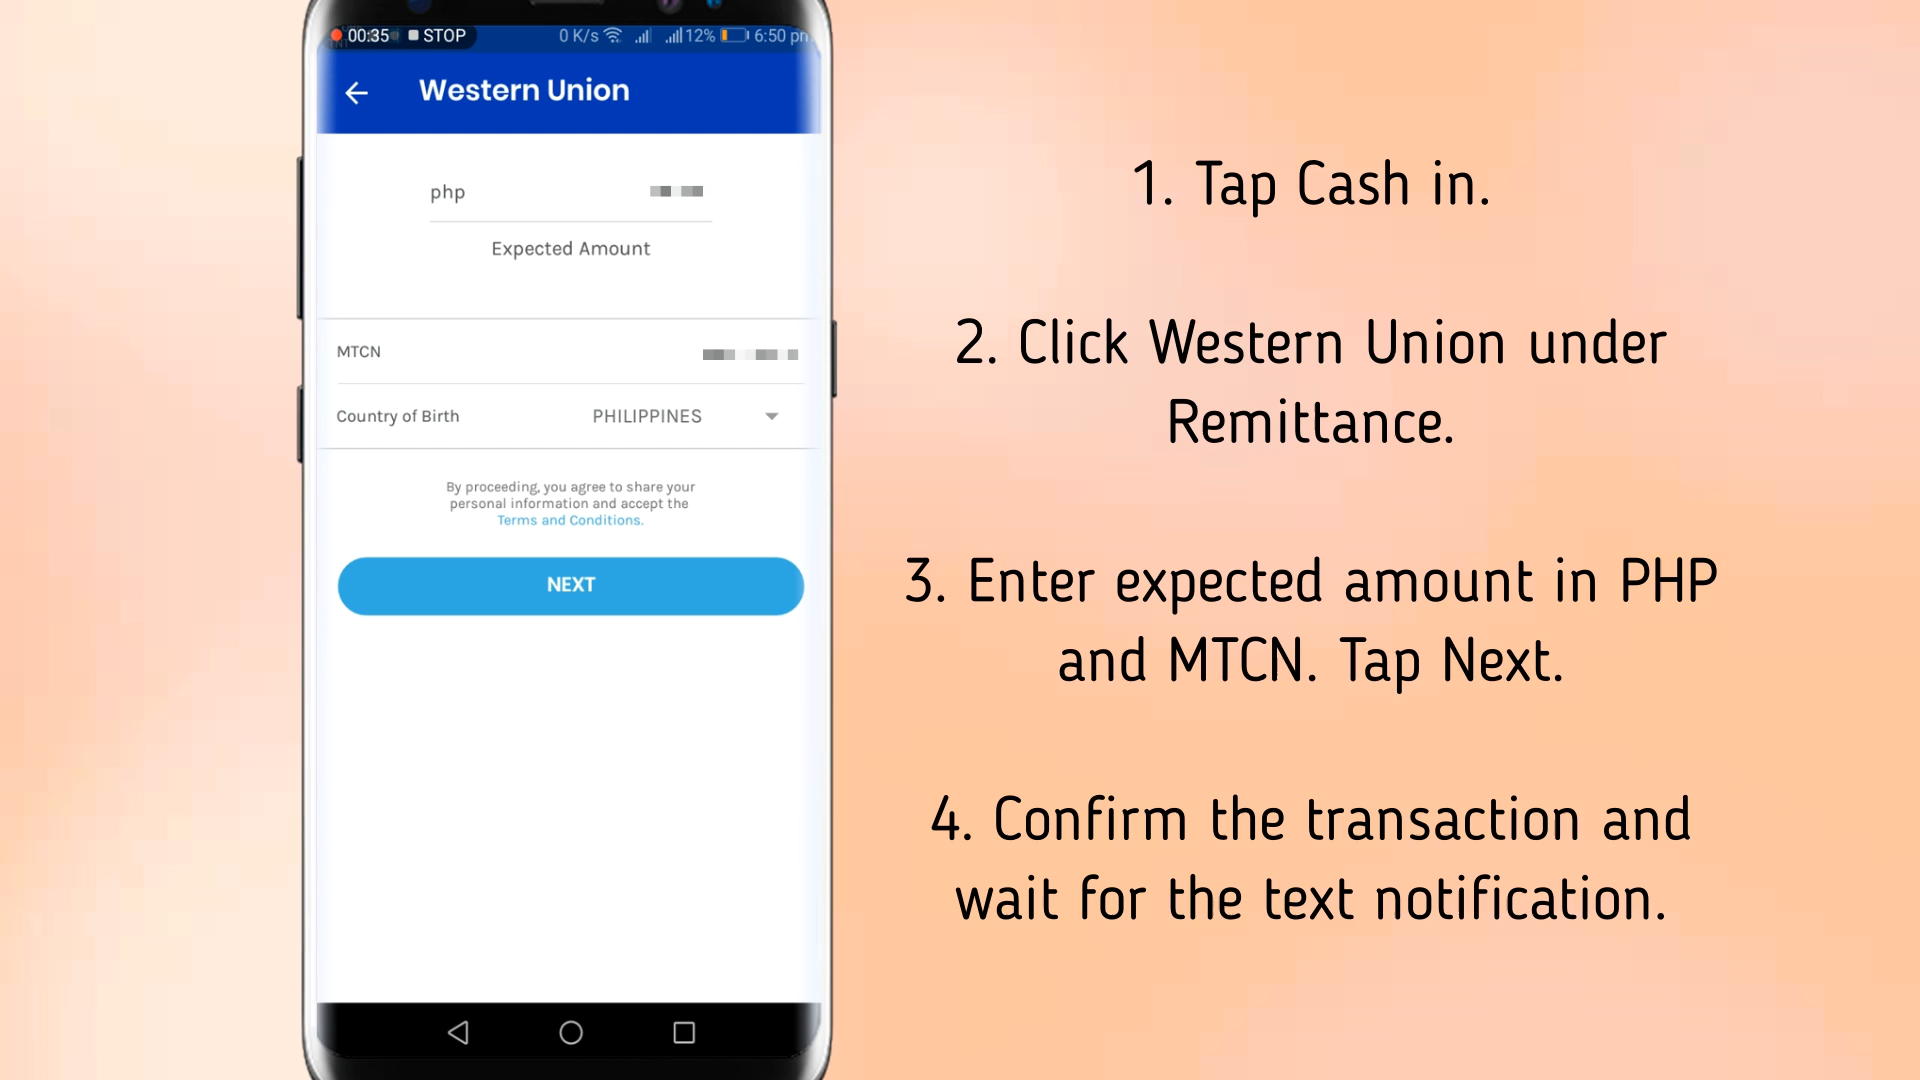 00:35 STOP 0 K/s 12% 6:50 pm
Western Union
php
Expected Amount
MTCN
Country of Birth PHILIPPINES
By proceeding, you agree to share your
personal information and accept the
Terms and Conditions.
NEXT
1. Tap Cash in.
2. Click Western Union under
Remittance.
3. Enter expected amount in PHP
and MTCN. Tap Next.
4. Confirm the transaction and
wait for the text notification.